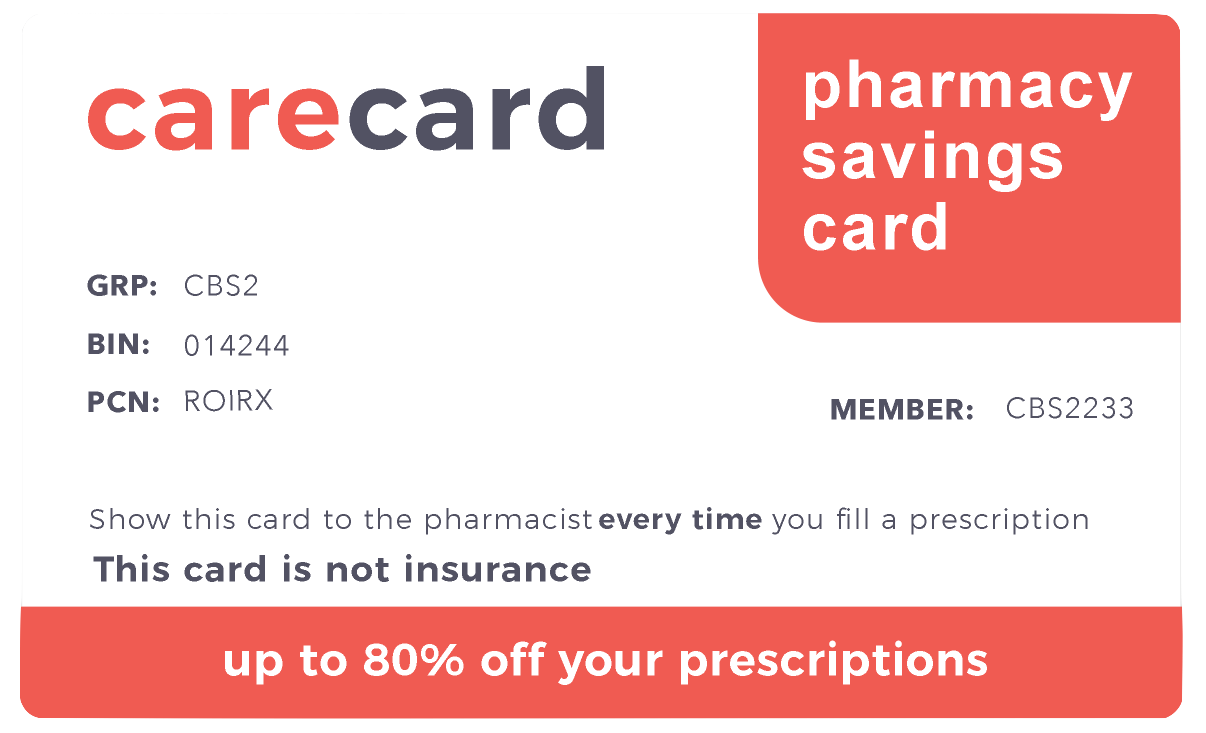 carecard
pharmacy
savings
card
GRP: CBS2
BIN: 014244
PCN: ROIRX
MEMBER: CBS2233
Show this card to the pharmacist every time you fill a prescription
This card is not insurance
up to 80% off your prescriptions